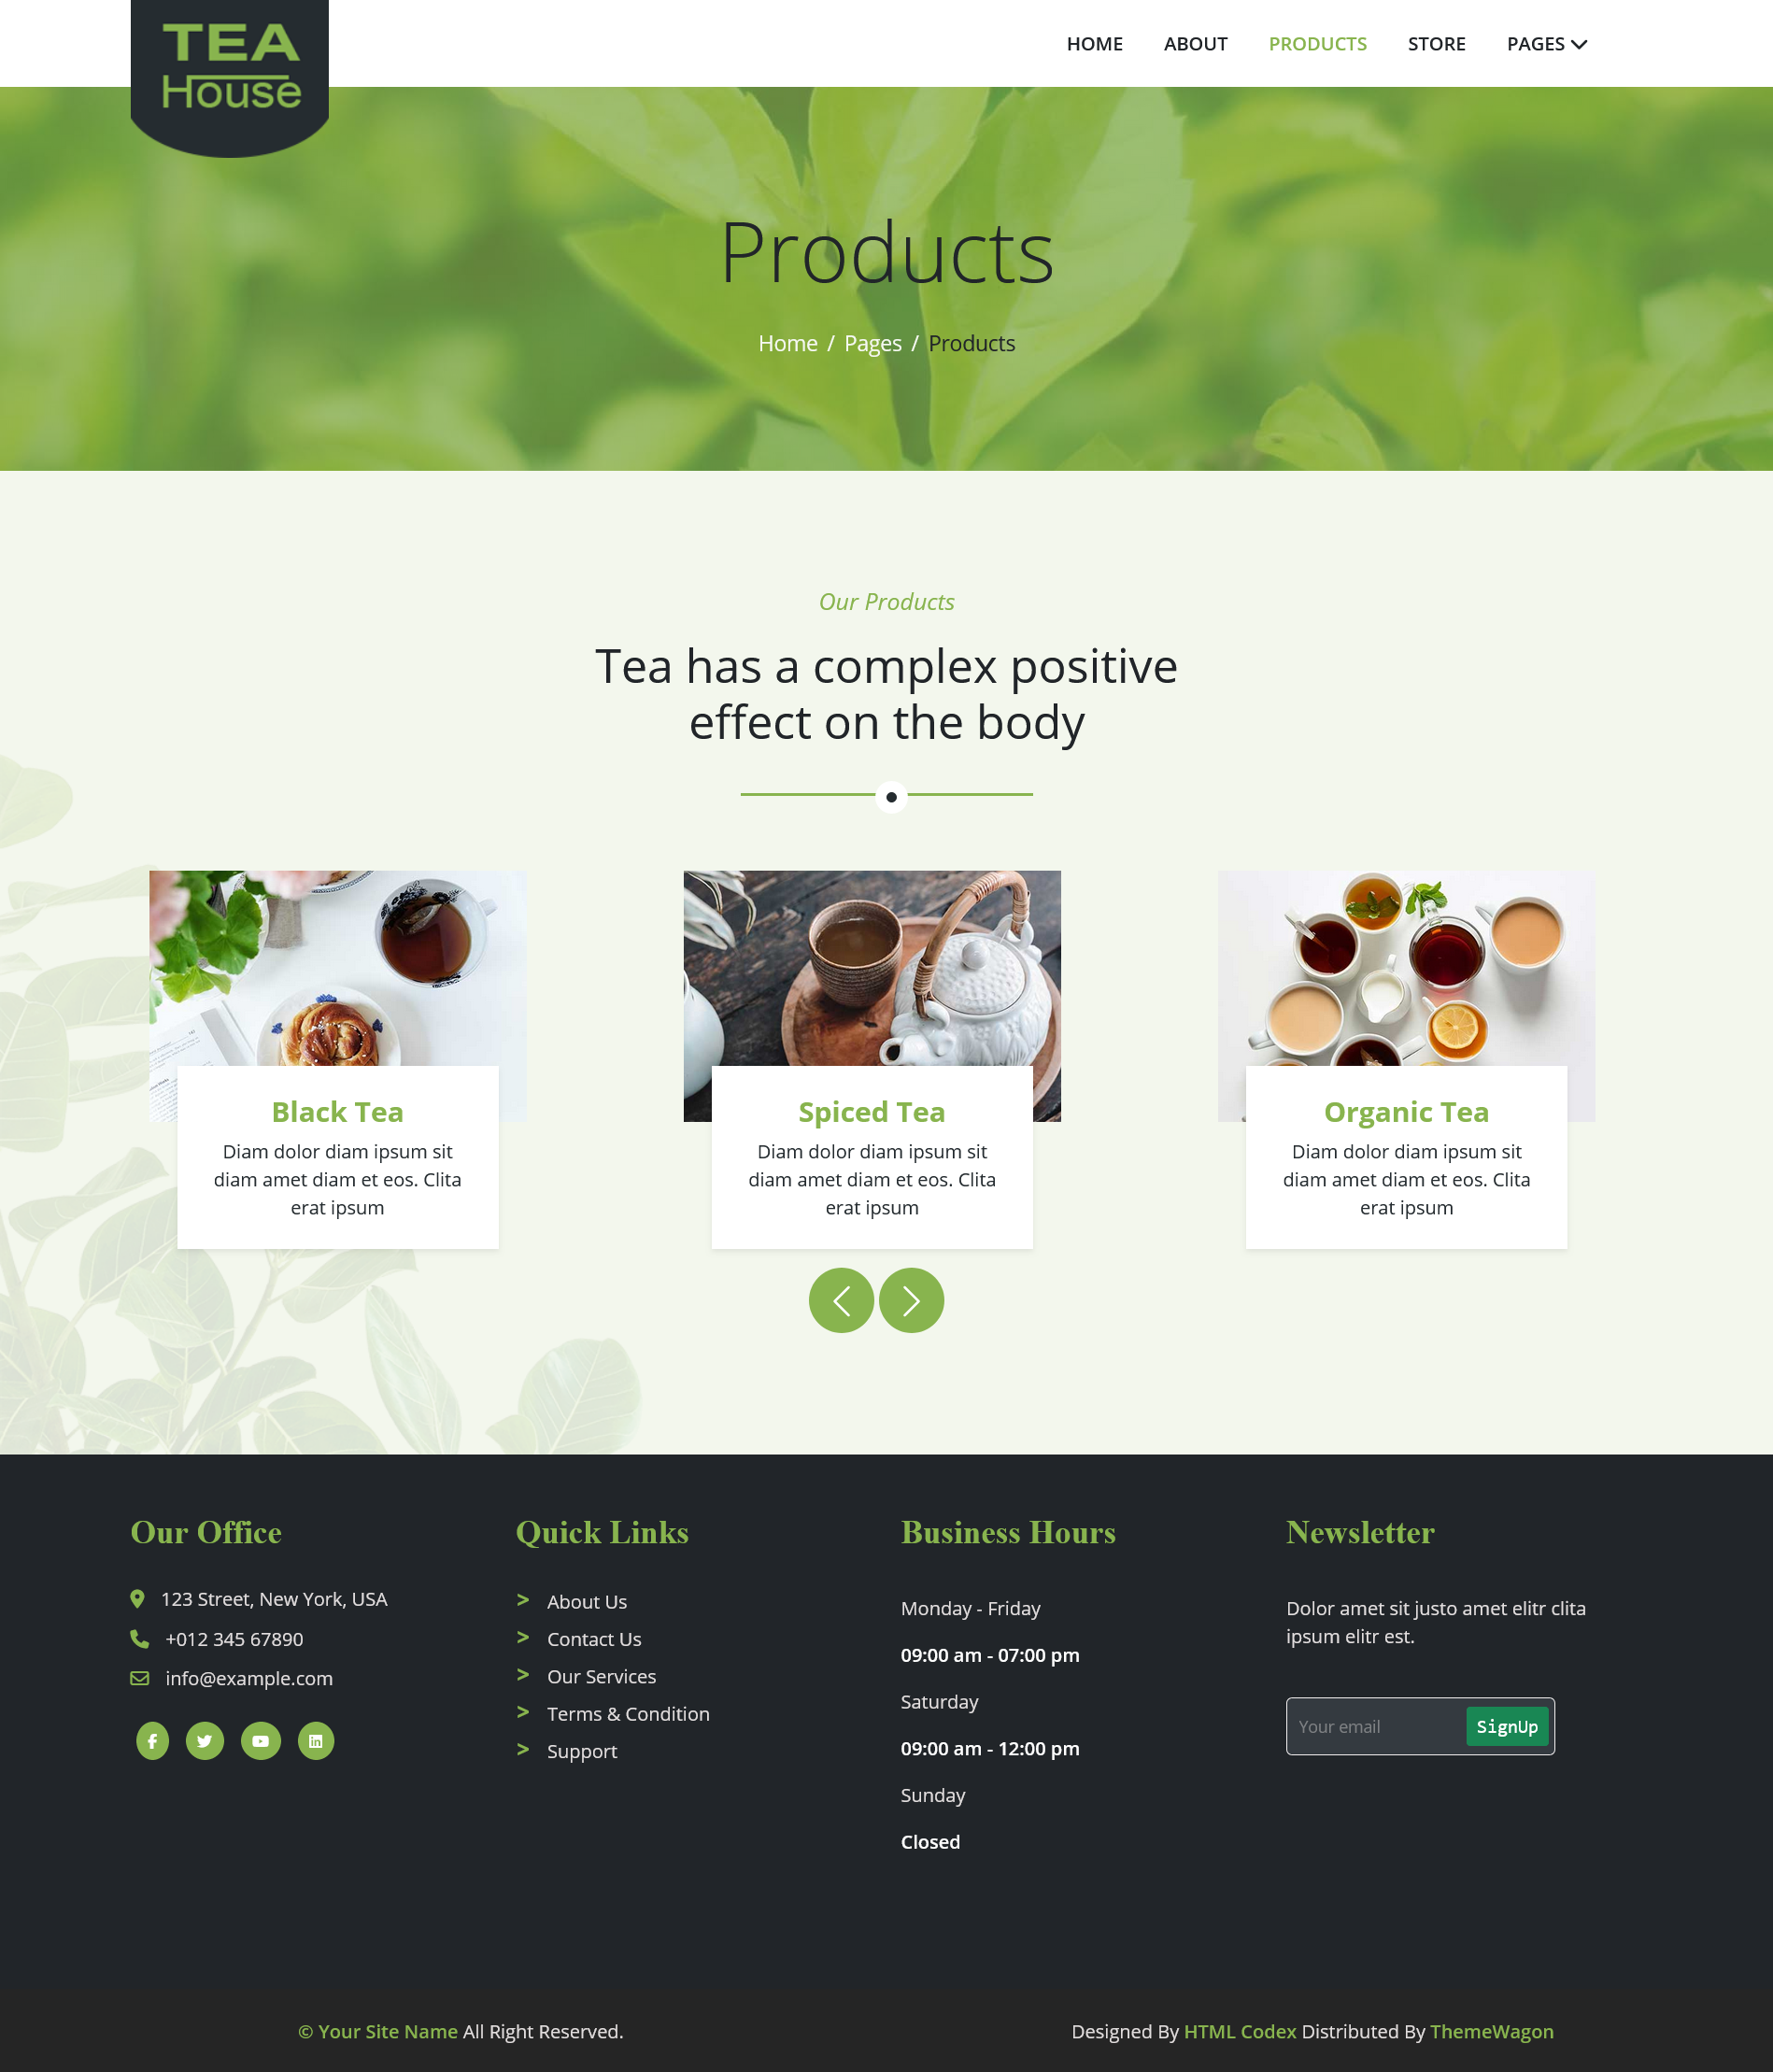 TEA
House
HOME
ABOUT
PRODUCTS
STORE
PAGES
Products
Home / Pages / Products
Our Products
Tea has a complex positive
effect on the body
Black Tea
Diam dolor diam ipsum sit
diam amet diam et eos. Clita
erat ipsum
Spiced Tea
Diam dolor diam ipsum sit
diam amet diam et eos. Clita
erat ipsum
Organic Tea
Diam dolor diam ipsum sit
diam amet diam et eos. Clita
erat ipsum
Our Office
123 Street, New York, USA
+012 345 67890
info@example.com
Quick Links
> About Us
> Contact Us
> Our Services
> Terms & Condition
> Support
Business Hours
Monday - Friday
09:00 am - 07:00 pm
Saturday
09:00 am - 12:00 pm
Sunday
Closed
Newsletter
Dolor amet sit justo amet elitr clita
ipsum elitr est.
Your email
SignUp
© Your Site Name All Right Reserved.
Designed By HTML Codex Distributed By ThemeWagon